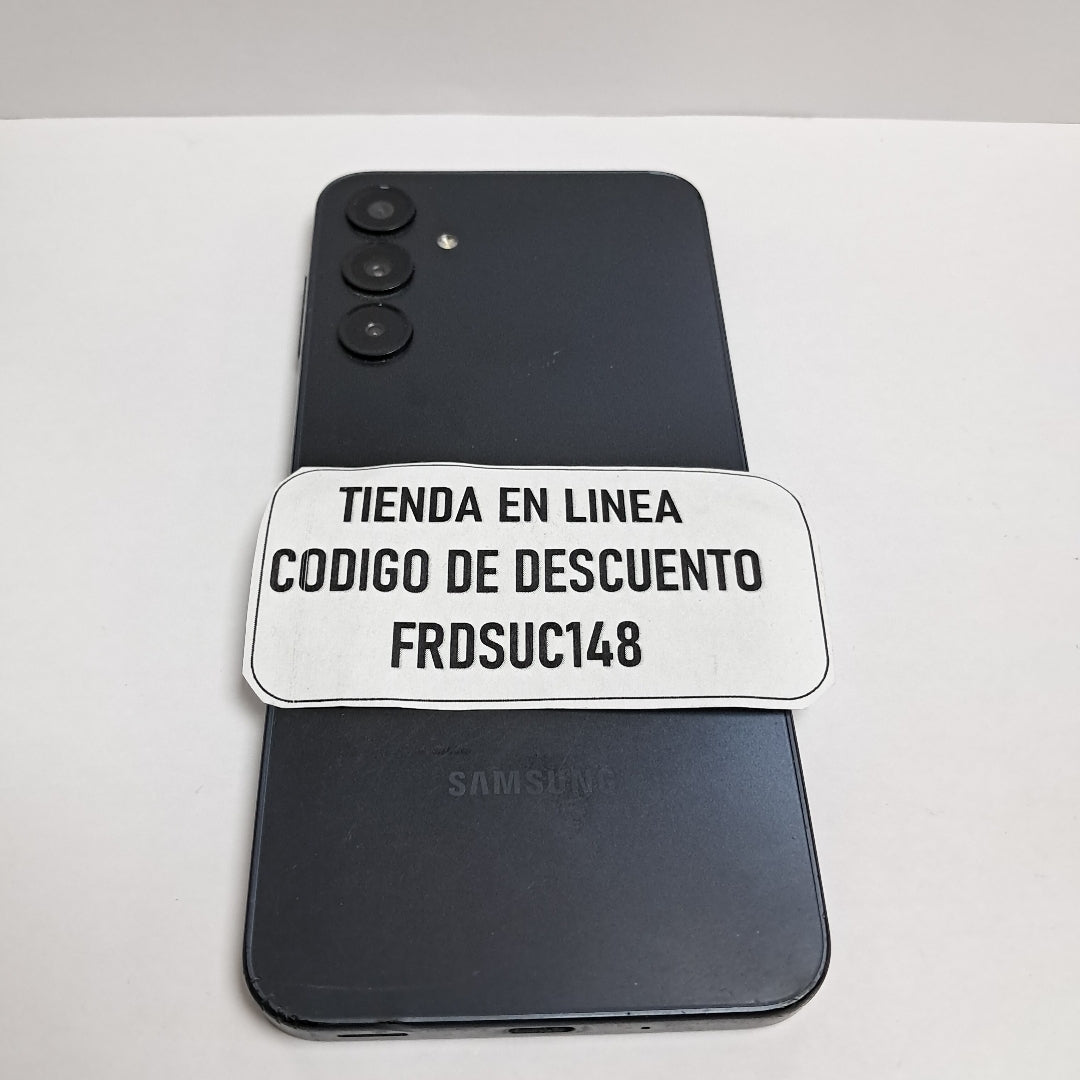 TIENDA EN LINEA
CODIGO DE DESCUENTO
FRDSUC148
SAMSUNG